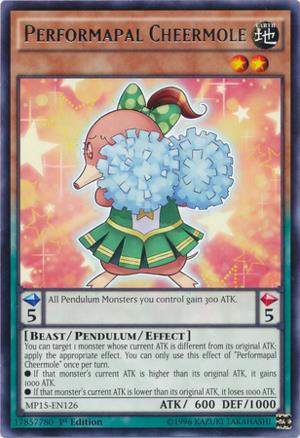 PERFORMAPAL CHEERMOLE
EARTH
地
All Pendulum Monsters you control gain 300 ATK.
5
5
[BEAST/PENDULUM/EFFECT]
You can target 1 monster whose current ATK is different from its original ATK;
apply the appropriate effect. You can only use this effect of "Performapal
Cheermole" once per turn.
● If that monster's current ATK is higher than its original ATK, it gains
1000 ATK.
● If that monster's current ATK is lower than its original ATK, it loses 1000 ATK.
MP15-EN126
ATK/ 600 DEF/1000
17857780
1st Edition
©1996 KAZUKI TAKAHASHI